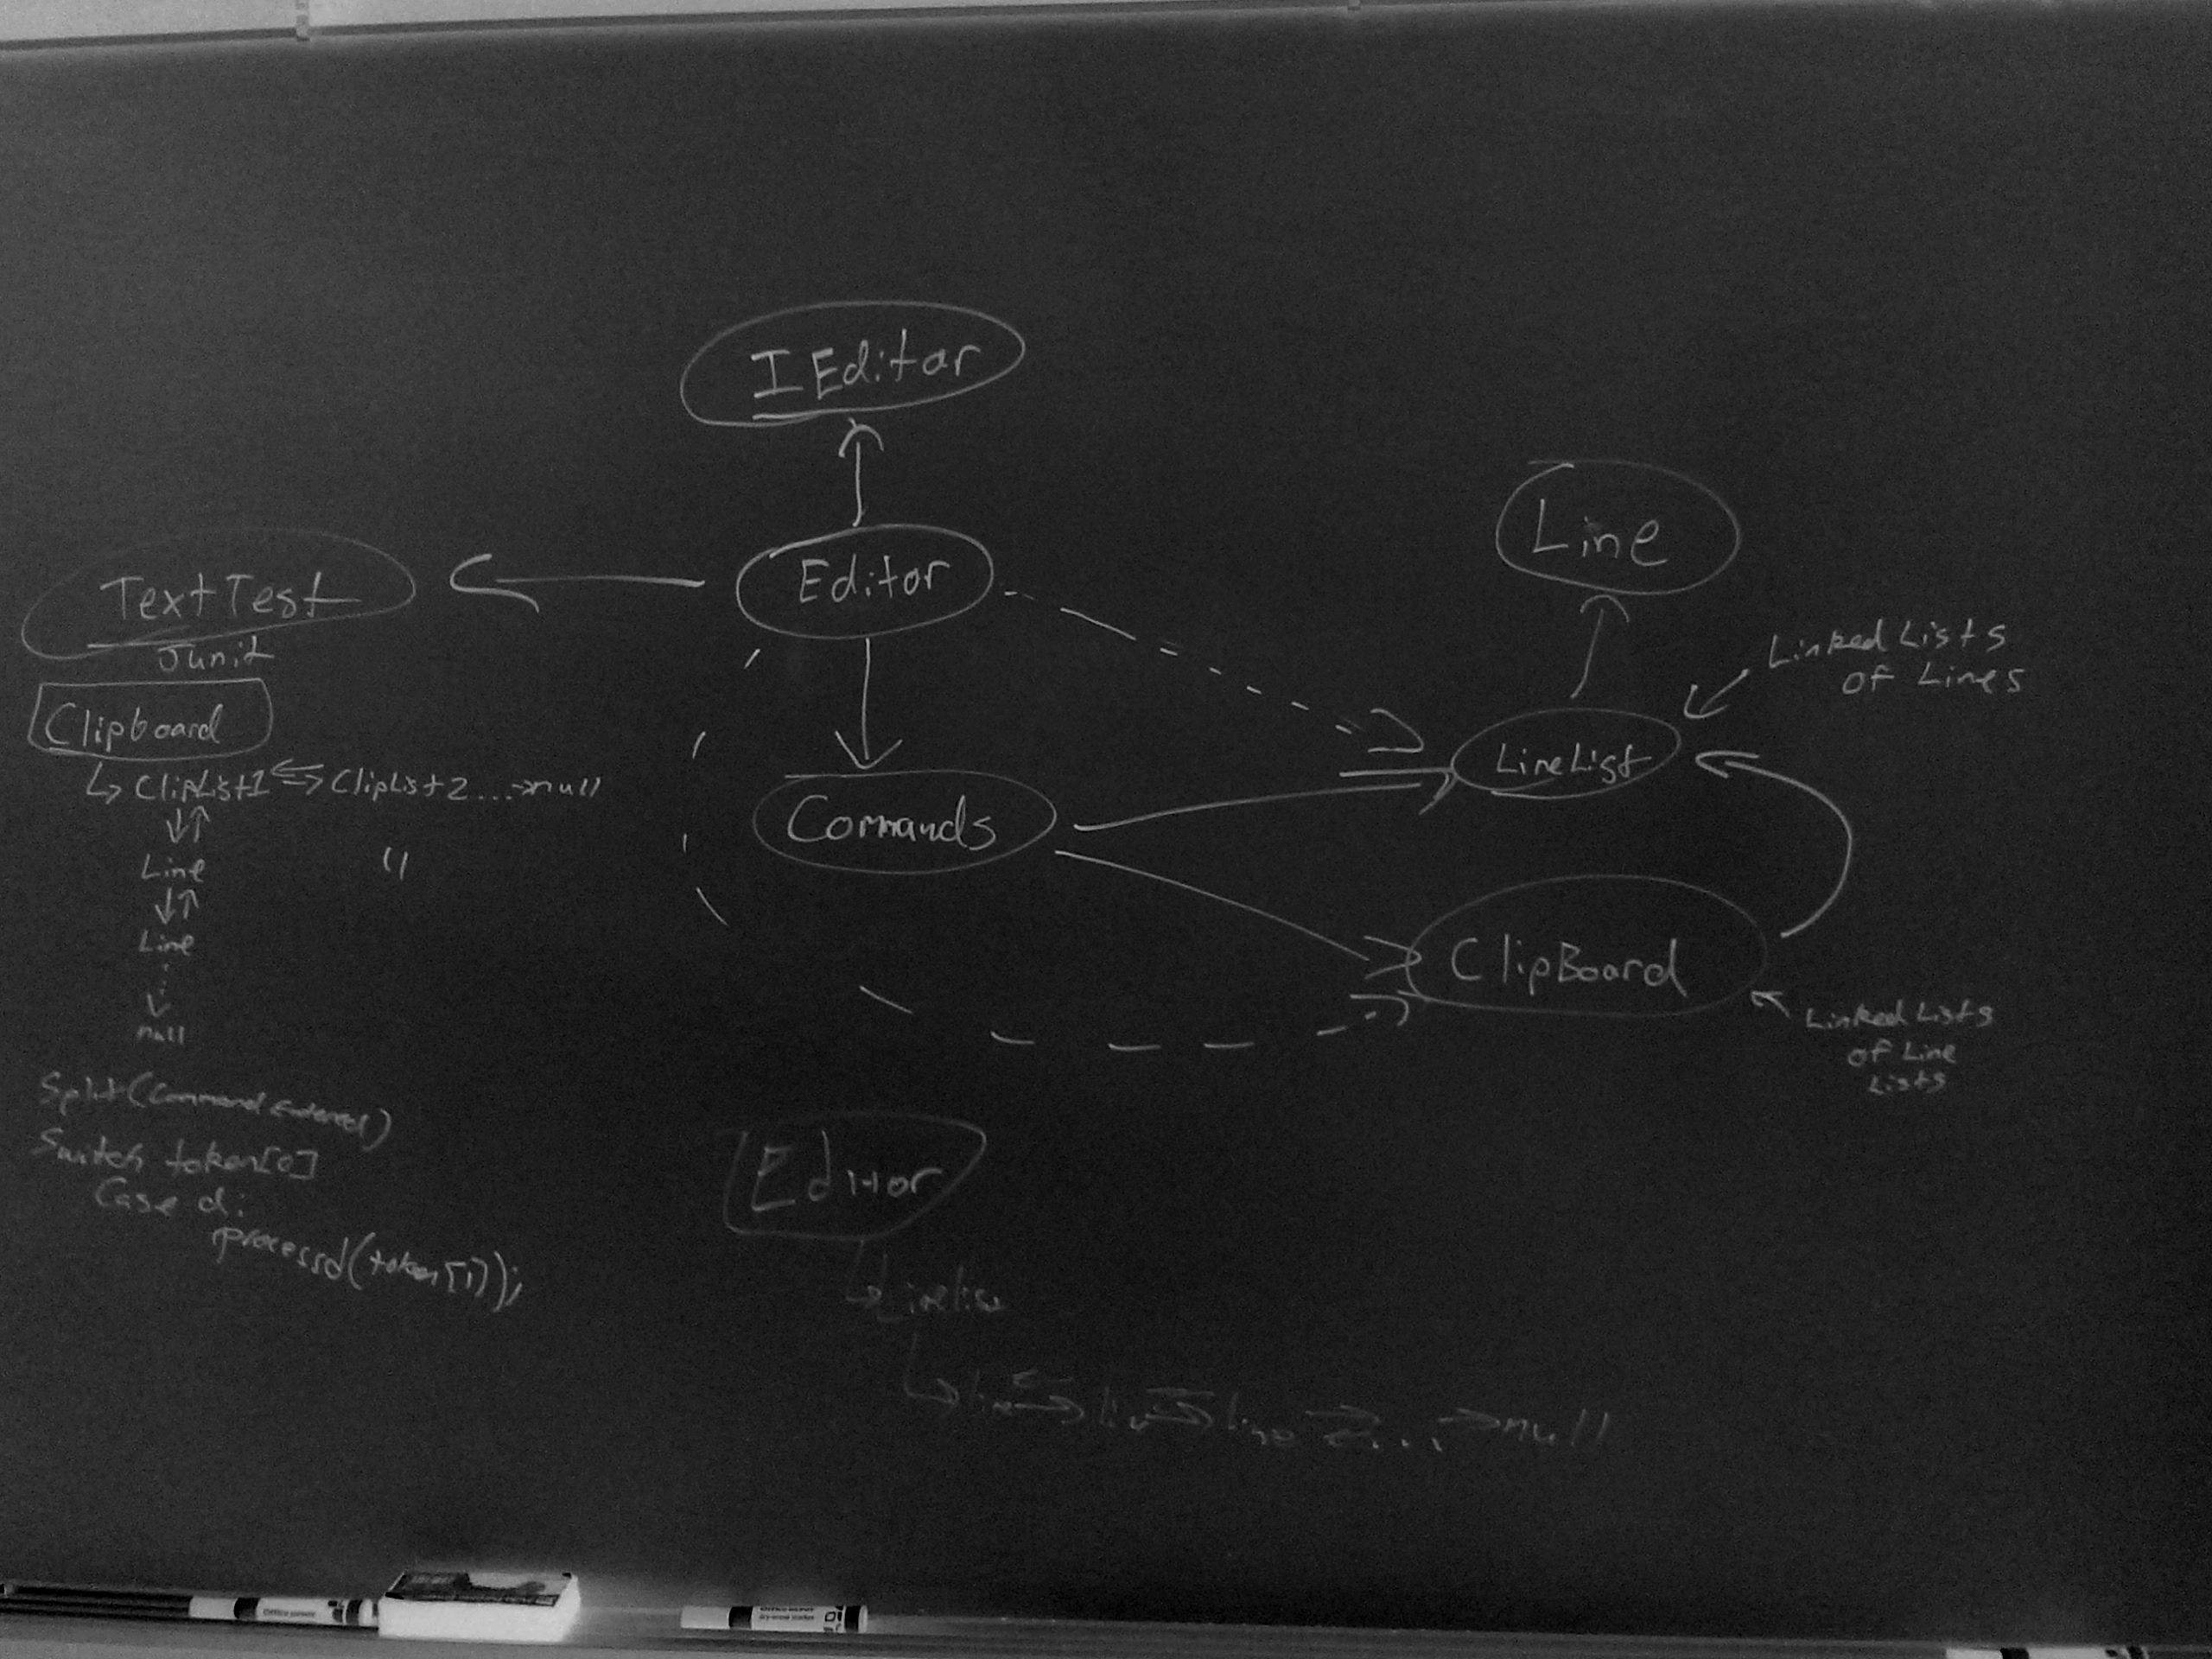 IEditor
Editor
TextTest
Junit
Clipboard
ClipList1 ClipList2 ... null
Line
Line
null
Split(Command Entered)
Switch token[0]
Case d:
processd(token[1]);
Commands
Line
Linked Lists
of Lines
LineList
ClipBoard
Linked Lists
of Line
Lists
Editor
Linelist
line line line ... null
Office